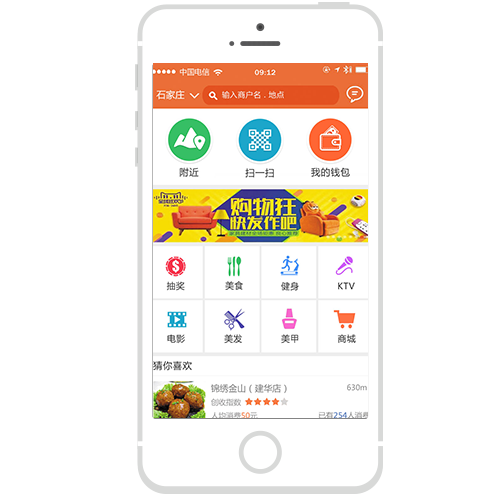 中国电信 09:12
石家庄 输入商户名，地点
附近 扫一扫 我的钱包
购物狂
快发作吧
抽奖 美食 健身 KTV
电影 美发 美甲 商城
猜你喜欢
锦绣金山（建华店） 630m
创收指数
人均消费50元 已有254人消费